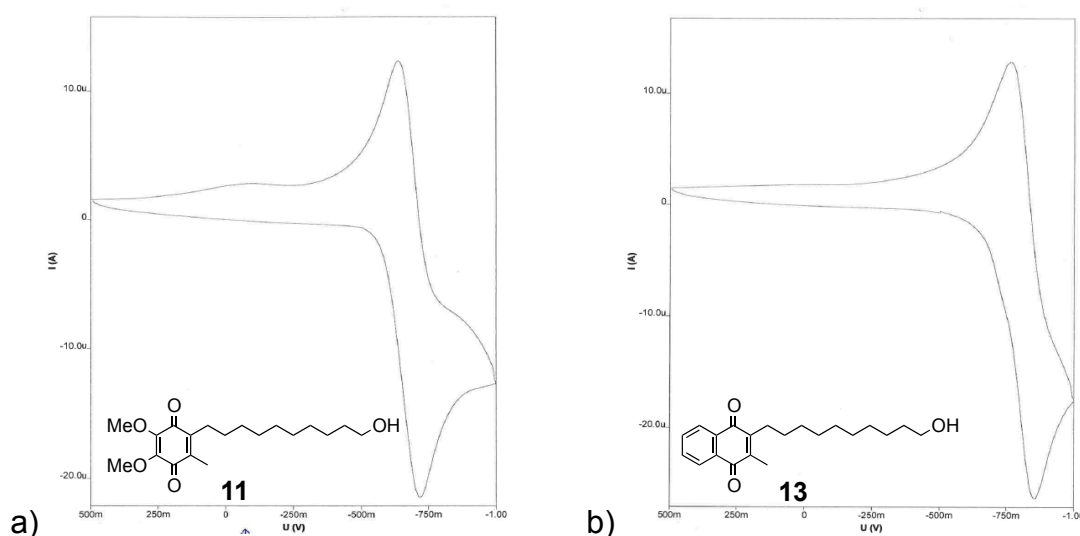 10.0u
0.
-10.0u
-20.0u
I (A)
500m 250m 0 -250m -500m -750m -1.00
U (V)
O
MeO
MeO
O
OH
11
a)
10.0u
0.
-10.0u
-20.0u
I (A)
500m 250m 0 -250m -500m -750m -1.00
U (V)
O
O
OH
13
b)